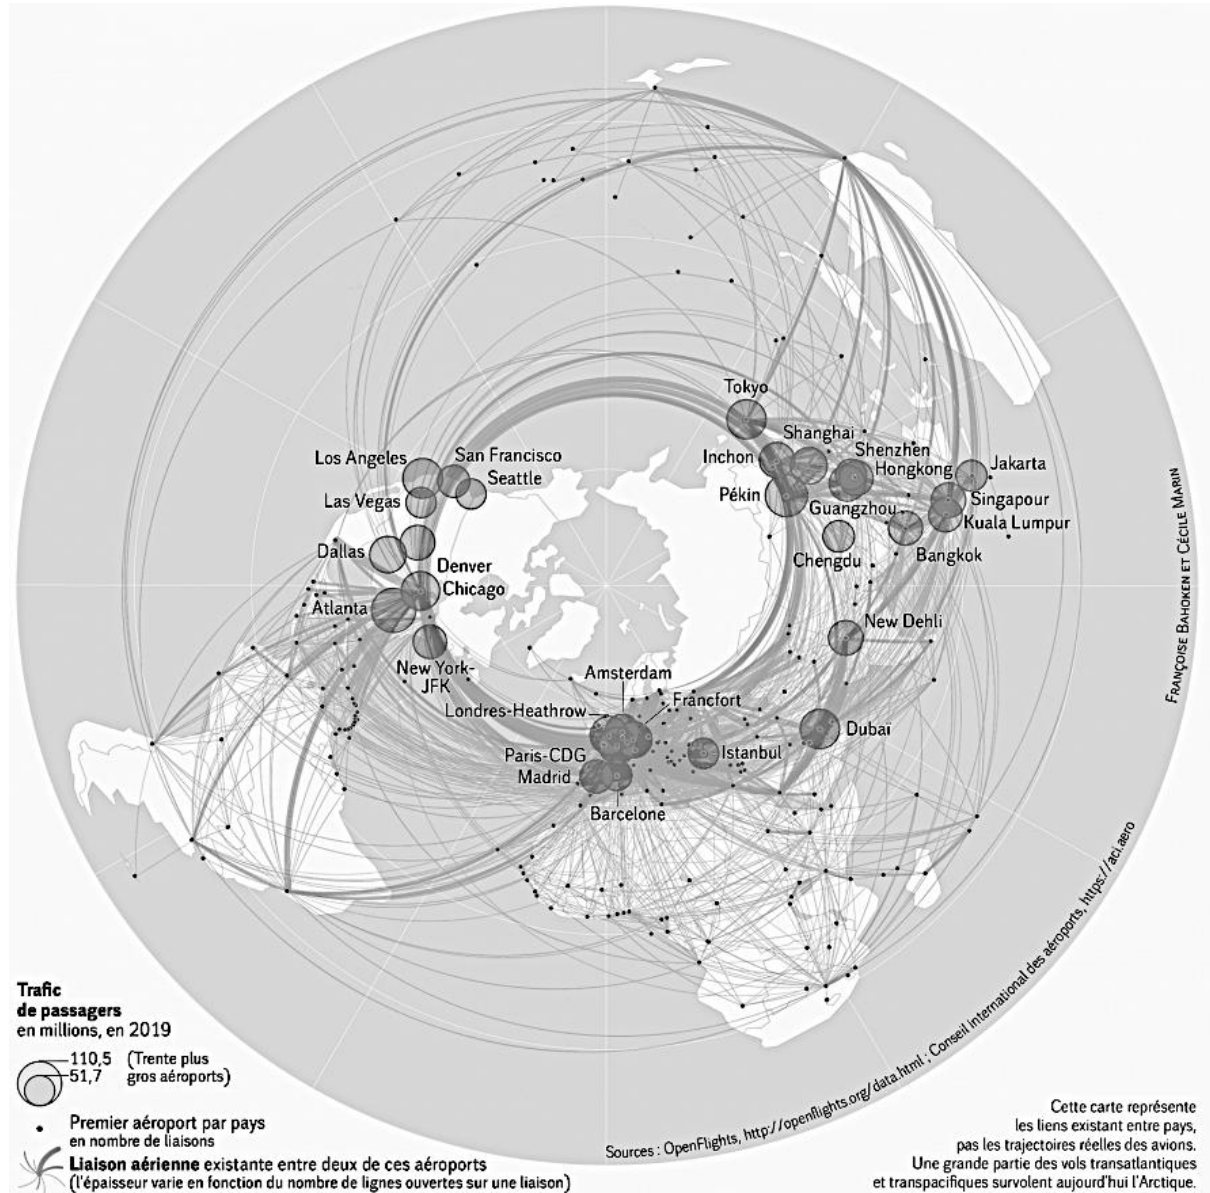 Tokyo
Shanghai
Inchon
Shenzhen
Hongkong
Jakarta
Pékin
Guangzhou
Singapour
Kuala Lumpur
Chengdu
Bangkok
Los Angeles
San Francisco
Seattle
Las Vegas
Dallas
Denver
Chicago
Atlanta
New York-
JFK
New Dehli
Amsterdam
Francfort
Londres-Heathrow
Paris-CDG
Istanbul
Dubaï
Madrid
Barcelone
FRANÇOISE BAHOKEN ET CÉCILE MARIN
Trafic
de passagers
en millions, en 2019
110,5 (Trente plus
51,7 gros aéroports)
Premier aéroport par pays
en nombre de liaisons
Liaison aérienne existante entre deux de ces aéroports
(l'épaisseur varie en fonction du nombre de lignes ouvertes sur une liaison)
Sources : OpenFlights, http://openflights.org/data.html ; Conseil international des aéroports, https://aci.aero
Cette carte représente
les liens existant entre pays,
pas les trajectoires réelles des avions.
Une grande partie des vols transatlantiques
et transpacifiques survolent aujourd'hui l'Arctique.